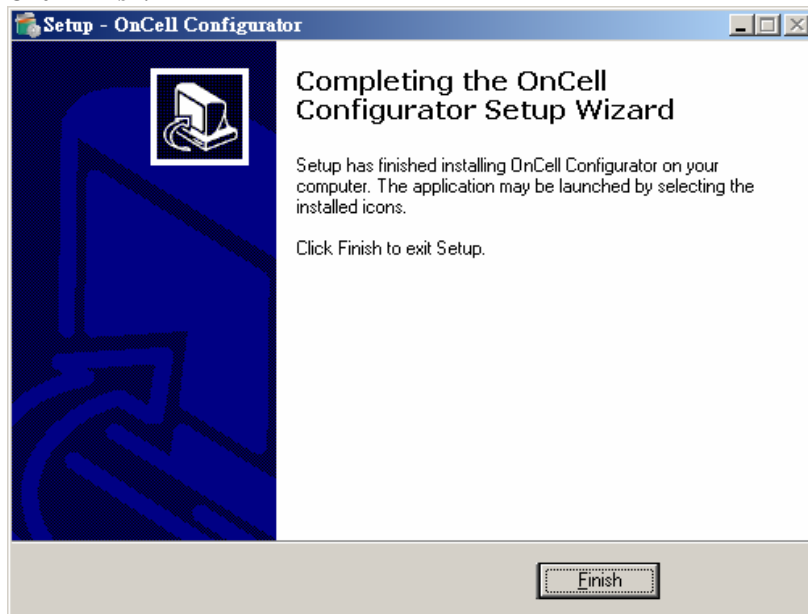 Setup - OnCell Configurator
Completing the OnCell
Configurator Setup Wizard
Setup has finished installing OnCell Configurator on your
computer. The application may be launched by selecting the
installed icons.
Click Finish to exit Setup.
Finish